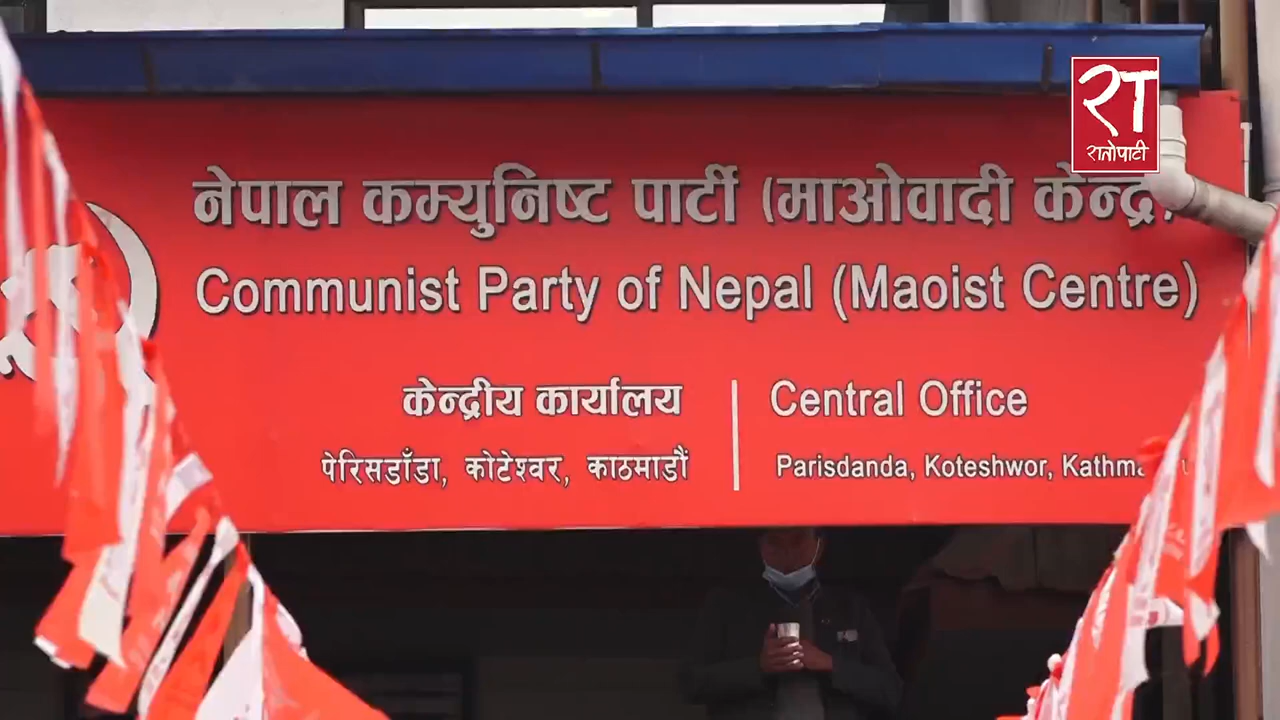 रा
रातोपाटी
नेपाल कम्युनिष्ट पार्टी (माओवादी केन्द्र)
Communist Party of Nepal (Maoist Centre)
केन्द्रीय कार्यालय
पेरिसडाँडा, कोटेश्वर, काठमाडौं
Central Office
Parisdanda, Koteshwor,